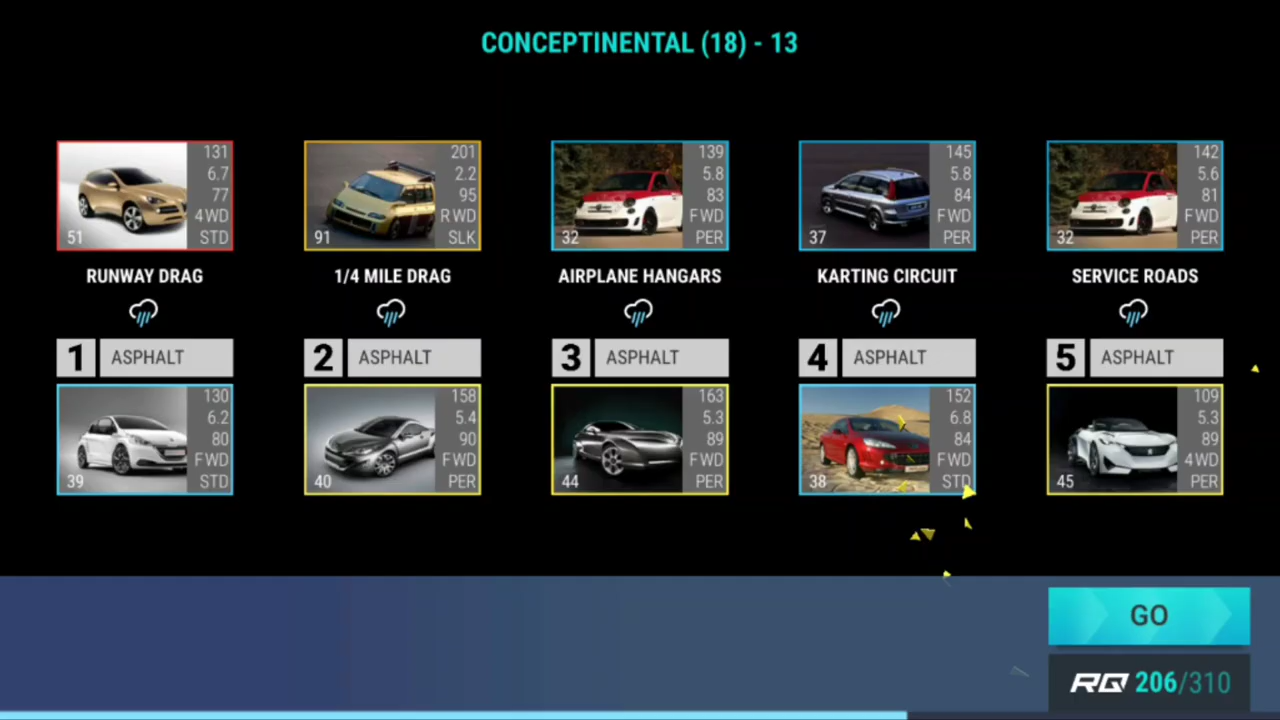 CONCEPTINENTAL (18) - 13
131
6.7
77
4WD
51 STD
201
2.2
95
RWD
91 SLK
139
5.8
83
FWD
32 PER
145
5.8
84
FWD
37 PER
142
5.6
81
FWD
32 PER
RUNWAY DRAG
1/4 MILE DRAG
AIRPLANE HANGARS
KARTING CIRCUIT
SERVICE ROADS
1 ASPHALT
2 ASPHALT
3 ASPHALT
4 ASPHALT
5 ASPHALT
130
6.2
80
FWD
39 STD
158
5.4
90
FWD
40 PER
163
5.3
89
FWD
44 PER
152
6.8
84
FWD
38 STD
109
5.3
89
4WD
45 PER
GO
RQ 206/310